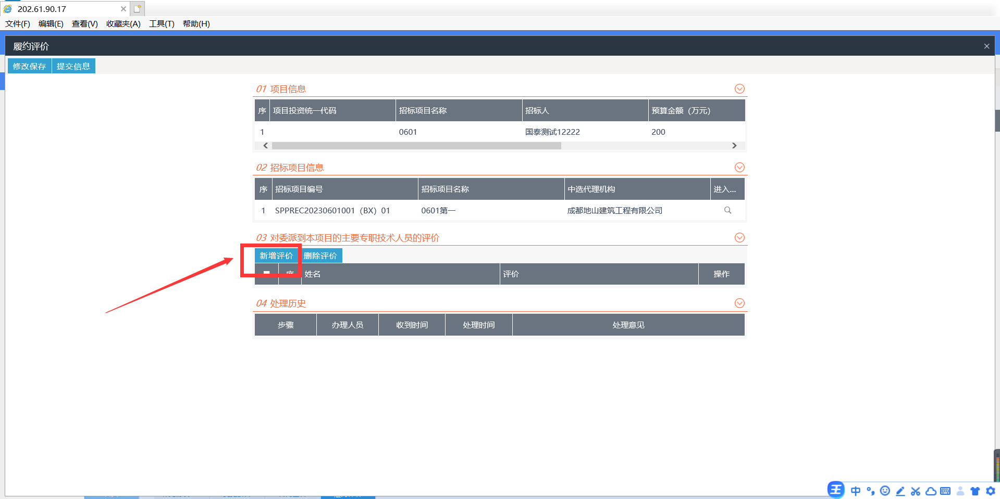 202.61.90.17
文件(F) 编辑(E) 查看(V) 收藏夹(A) 工具(T) 帮助(H)
履约评价
修改保存 提交信息
01 项目信息
序 项目投资统一代码 招标项目名称 招标人 预算金额（万元）
1 0601 国泰测试12222 200
02 招标项目信息
序 招标项目编号 招标项目名称 中选代理机构 进入...
1 SPPREC20230601001（BX）01 0601第一 成都地山建筑工程有限公司
03 对委派到本项目的主要专职技术人员的评价
新增评价 删除评价
序 姓名 评价 操作
04 处理历史
步骤 办理人员 收到时间 处理时间 处理意见
王 中